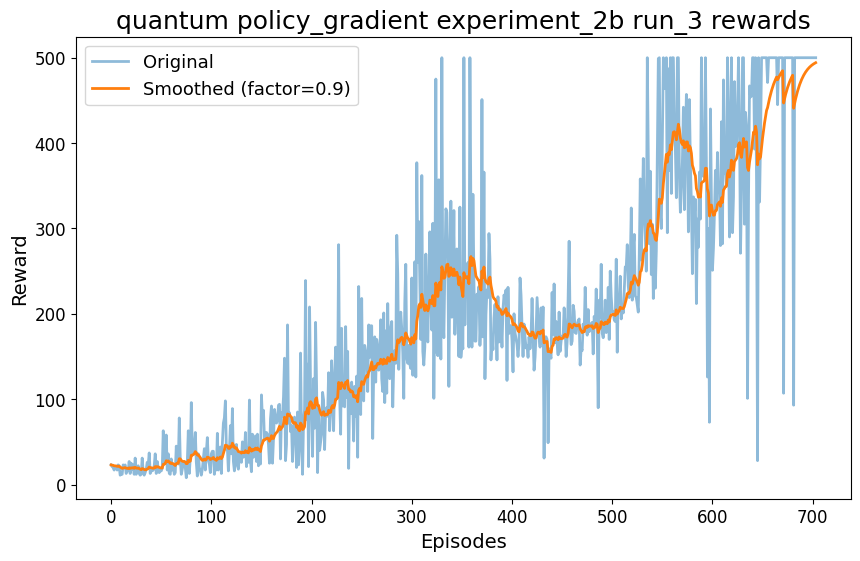 quantum policy_gradient experiment_2b run_3 rewards
Original
Smoothed (factor=0.9)
Reward
500
400
300
200
100
0
0 100 200 300 400 500 600 700
Episodes